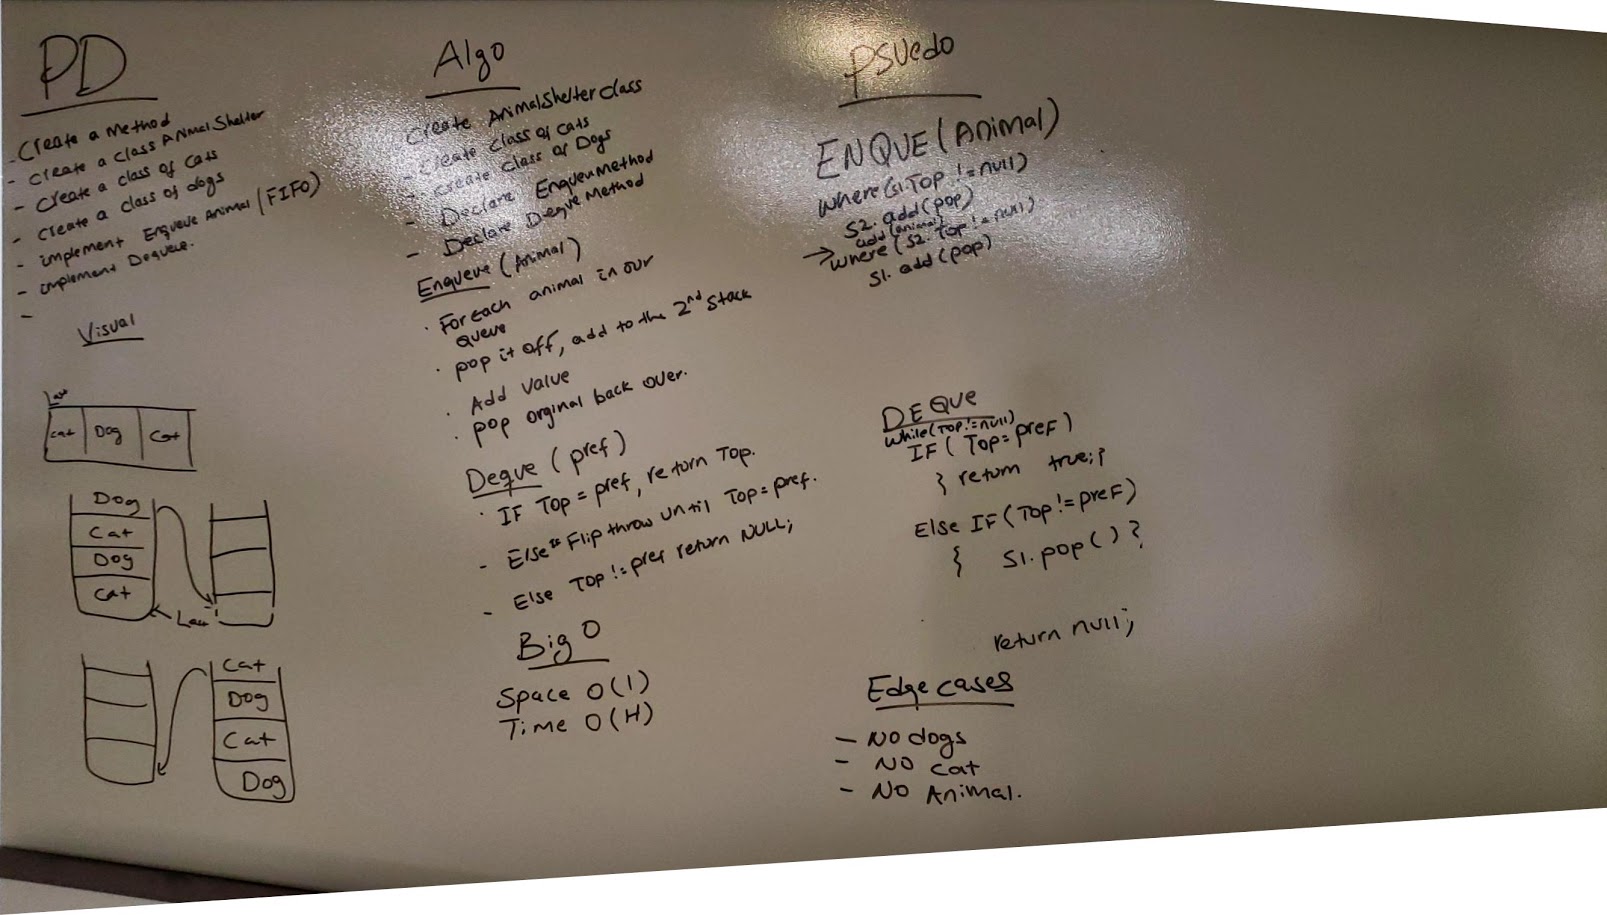 PD
- Create a Method
- Create a class Animal Shelter
- Create a class of Cats
- Create a class of dogs
- implement Enqueue Animal (FIFO)
- implement Dequeue.
-
Visual
Last
Cat Dog Cat
Dog
Cat
Dog
Cat
Cat
Dog
Cat
Dog
Algo
Create AnimalShelter class
- Create class of Cats
- Create class of Dogs
- Declare Enqueu Method
- Declare Deque Method
Enqueue (Animal)
· For each animal in our
queue
· pop it off, add to the 2nd Stack
· Add Value
· pop orginal back over.
Deque (pref)
· IF Top = pref, return Top.
- Else IF Flip throw until Top = pref.
- Else Top != pref return NULL;
Big O
Space O(1)
Time O(H)
PSUedo
ENQUE (Animal)
where (S1.Top != null)
S2. add (pop)
add (animal)
→ where (S2. Top != null)
S1. add (pop)
DEQUE
while (Top != null)
IF ( Top = pref )
} return true; }
Else IF (Top != pref)
{ S1. pop( ) }
return null;
Edge cases
- NO dogs
- NO Cat
- NO Animal.